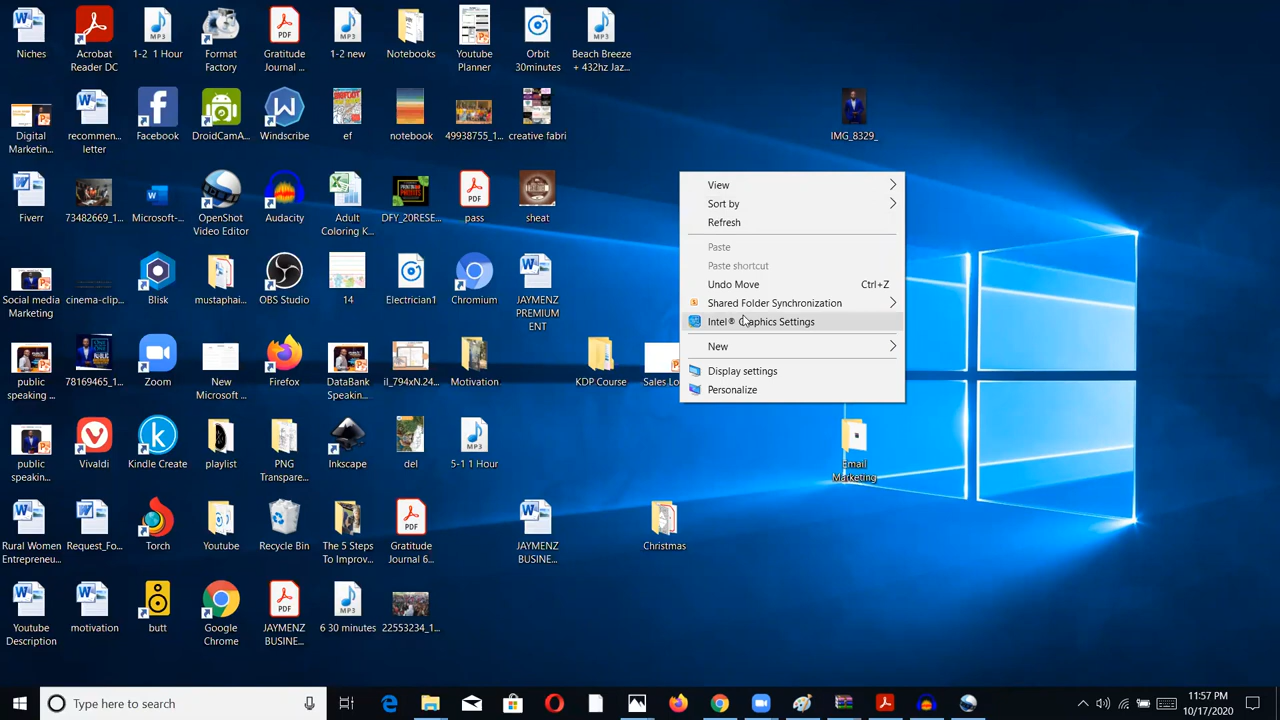 Niches
Acrobat
Reader DC
1-2 1 Hour
Format
Factory
Gratitude
Journal ...
1-2 new
Notebooks
Youtube
Planner
Orbit
30minutes
Beach Breeze
+ 432hz Jaz...
Digital
Marketin...
recommen...
letter
Facebook
DroidCamA...
Windscribe
ef
notebook
49938755_1...
creative fabri
IMG_8329_
Fiverr
73482669_1...
Microsoft-...
OpenShot
Video Editor
Audacity
Adult
Coloring K...
DFY_20RESE...
pass
sheat
Social media
Marketing
cinema-clip...
Blisk
mustaphai...
OBS Studio
14
Electrician1
Chromium
JAYMENZ
PREMIUM
ENT
public
speaking ...
78169465_1...
Zoom
New
Microsoft ...
Firefox
DataBank
Speakin...
il_794xN.24...
Motivation
KDP Course
Sales Lo
public
speakin...
Vivaldi
Kindle Create
playlist
PNG
Transpare...
Inkscape
del
5-1 1 Hour
Email
Marketing
Rural Women
Entrepreneu...
Request_Fo...
Torch
Youtube
Recycle Bin
The 5 Steps
To Improv...
Gratitude
Journal 6...
JAYMENZ
BUSINE...
Christmas
Youtube
Description
motivation
butt
Google
Chrome
JAYMENZ
BUSINE...
6 30 minutes
22553234_1...
View
Sort by
Refresh
Paste
Paste shortcut
Undo Move Ctrl+Z
Shared Folder Synchronization
Intel® Graphics Settings
New
Display settings
Personalize
Type here to search
11:57 PM
10/17/2020